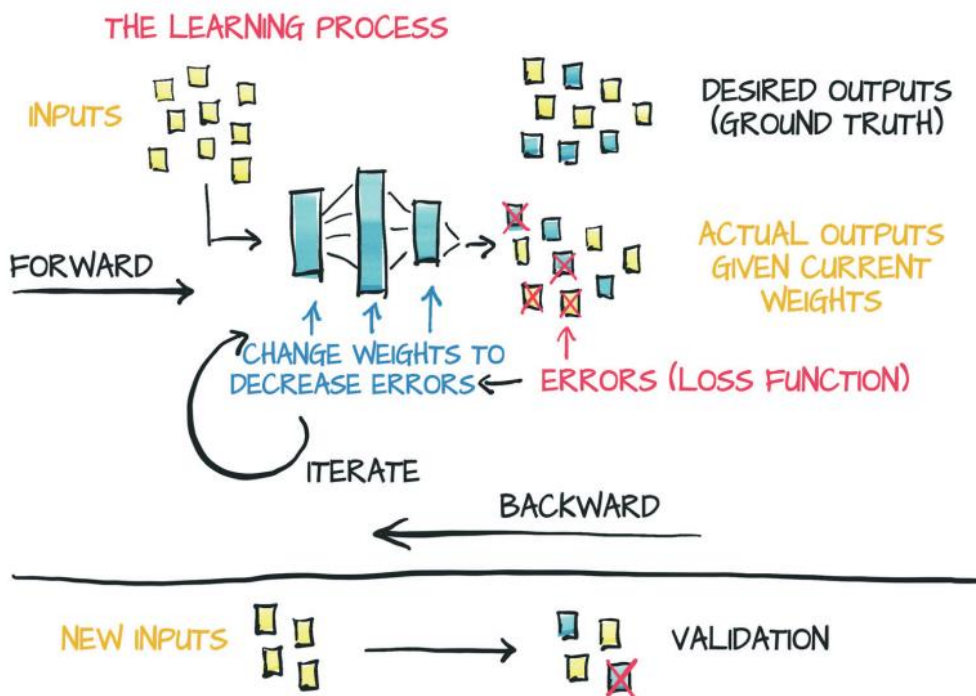 THE LEARNING PROCESS
INPUTS
DESIRED OUTPUTS
(GROUND TRUTH)
FORWARD
ACTUAL OUTPUTS
GIVEN CURRENT
WEIGHTS
CHANGE WEIGHTS TO
DECREASE ERRORS
ERRORS (LOSS FUNCTION)
ITERATE
BACKWARD
NEW INPUTS
VALIDATION